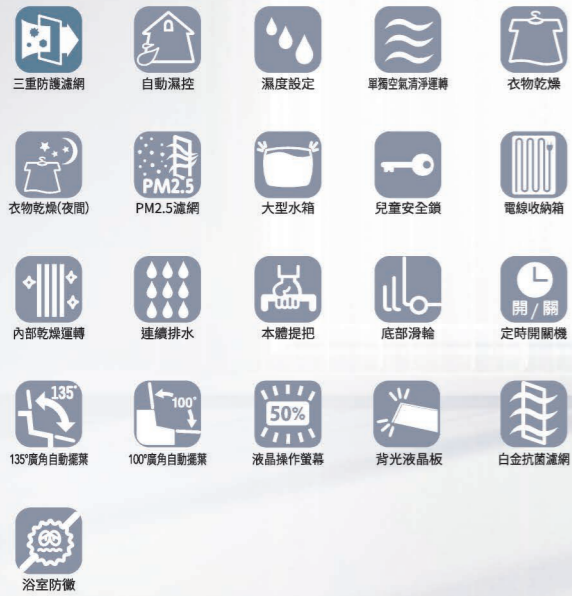 三重防護濾網
自動濕控
濕度設定
單獨空氣清淨運轉
衣物乾燥
衣物乾燥(夜間)
PM2.5
PM2.5濾網
大型水箱
兒童安全鎖
電線收納箱
內部乾燥運轉
連續排水
本體提把
底部滑輪
開/關
定時開關機
135°
135°廣角自動擺葉
100°
100°廣角自動擺葉
50%
液晶操作螢幕
背光液晶板
白金抗菌濾網
浴室防黴